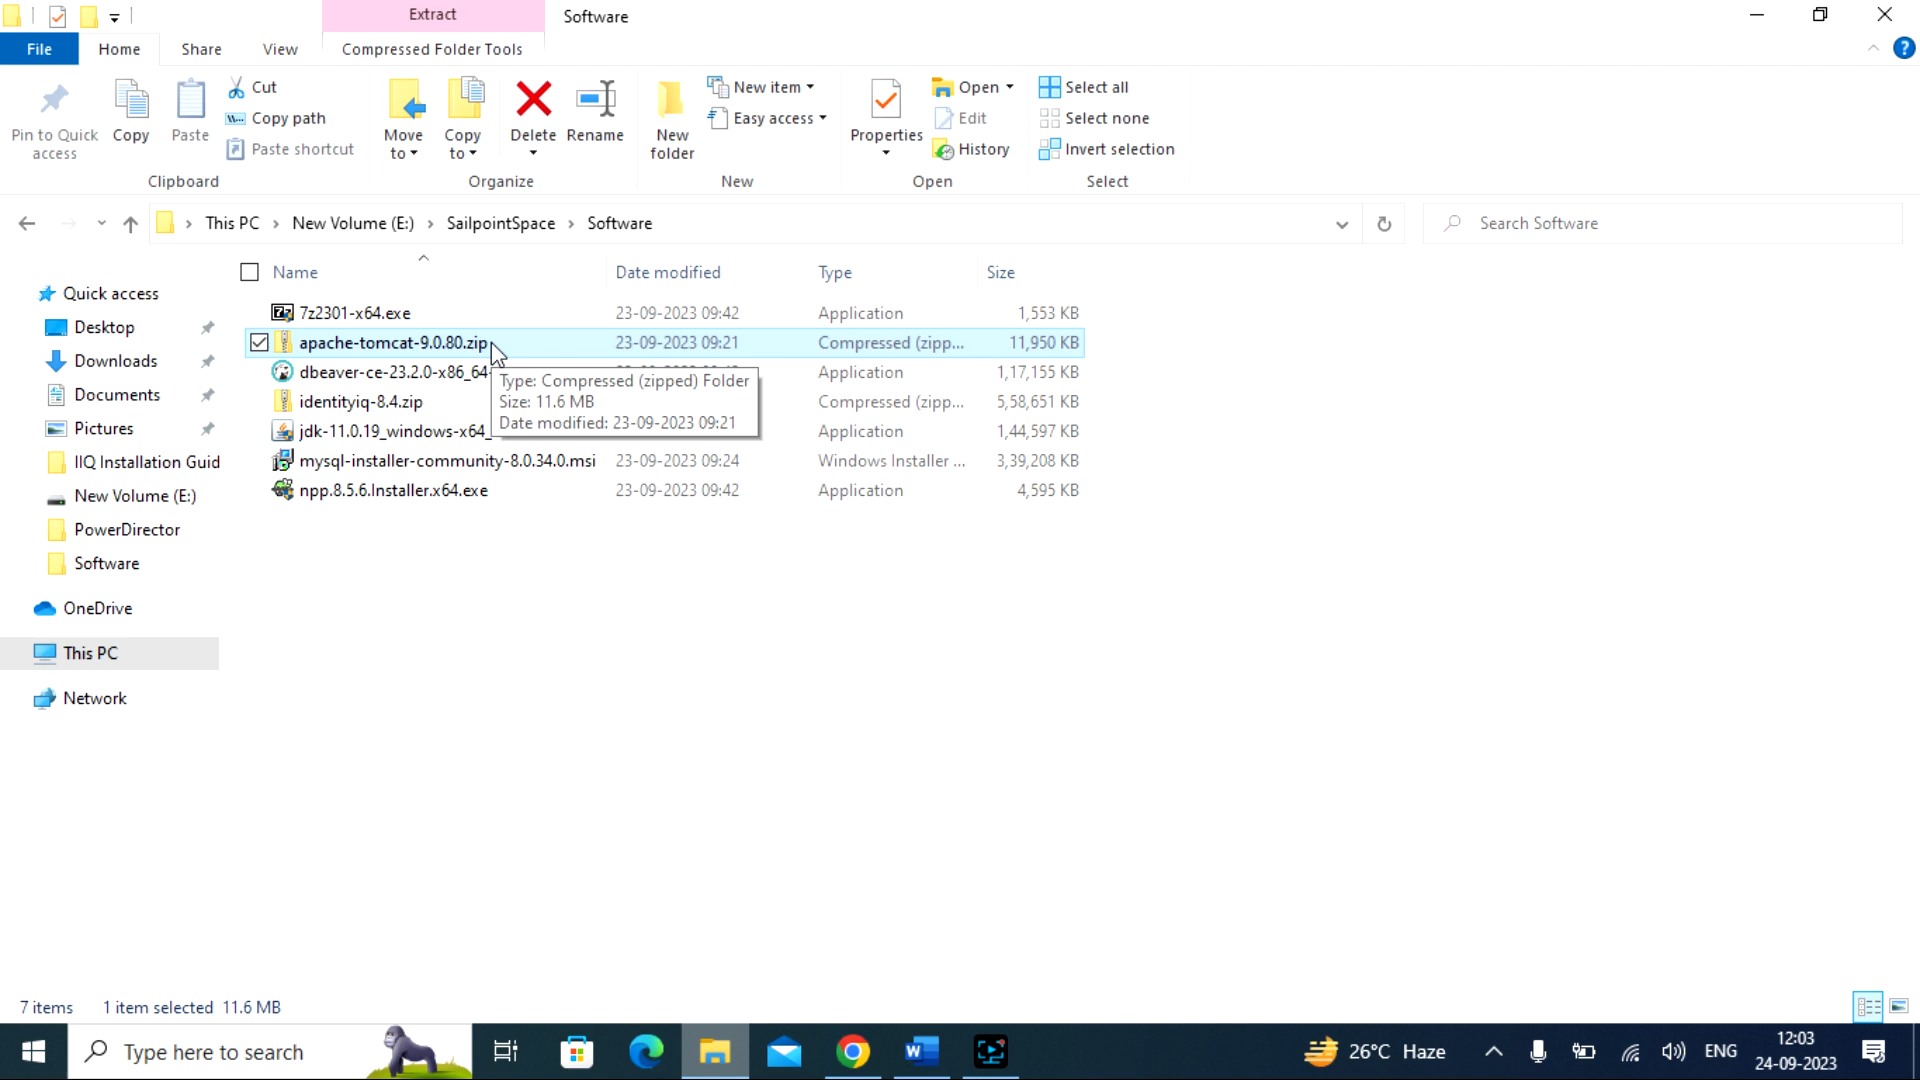 Extract
Software
File
Home
Share
View
Compressed Folder Tools
Pin to Quick access
Copy
Paste
Cut
Copy path
Paste shortcut
Move to
Copy to
Delete
Rename
New folder
New item
Easy access
Properties
Open
Edit
History
Select all
Select none
Invert selection
Clipboard
Organize
New
Open
Select
This PC > New Volume (E:) > SailpointSpace > Software
Search Software
Name Date modified Type Size
7z2301-x64.exe 23-09-2023 09:42 Application 1,553 KB
apache-tomcat-9.0.80.zip 23-09-2023 09:21 Compressed (zipp... 11,950 KB
dbeaver-ce-23.2.0-x86_64- Application 1,17,155 KB
Type: Compressed (zipped) Folder
Size: 11.6 MB
Date modified: 23-09-2023 09:21
identityiq-8.4.zip Compressed (zipp... 5,58,651 KB
jdk-11.0.19_windows-x64_ Application 1,44,597 KB
mysql-installer-community-8.0.34.0.msi 23-09-2023 09:24 Windows Installer ... 3,39,208 KB
npp.8.5.6.Installer.x64.exe 23-09-2023 09:42 Application 4,595 KB
Quick access
Desktop
Downloads
Documents
Pictures
IIQ Installation Guid
New Volume (E:)
PowerDirector
Software
OneDrive
This PC
Network
7 items 1 item selected 11.6 MB
Type here to search
26°C Haze
ENG
12:03
24-09-2023